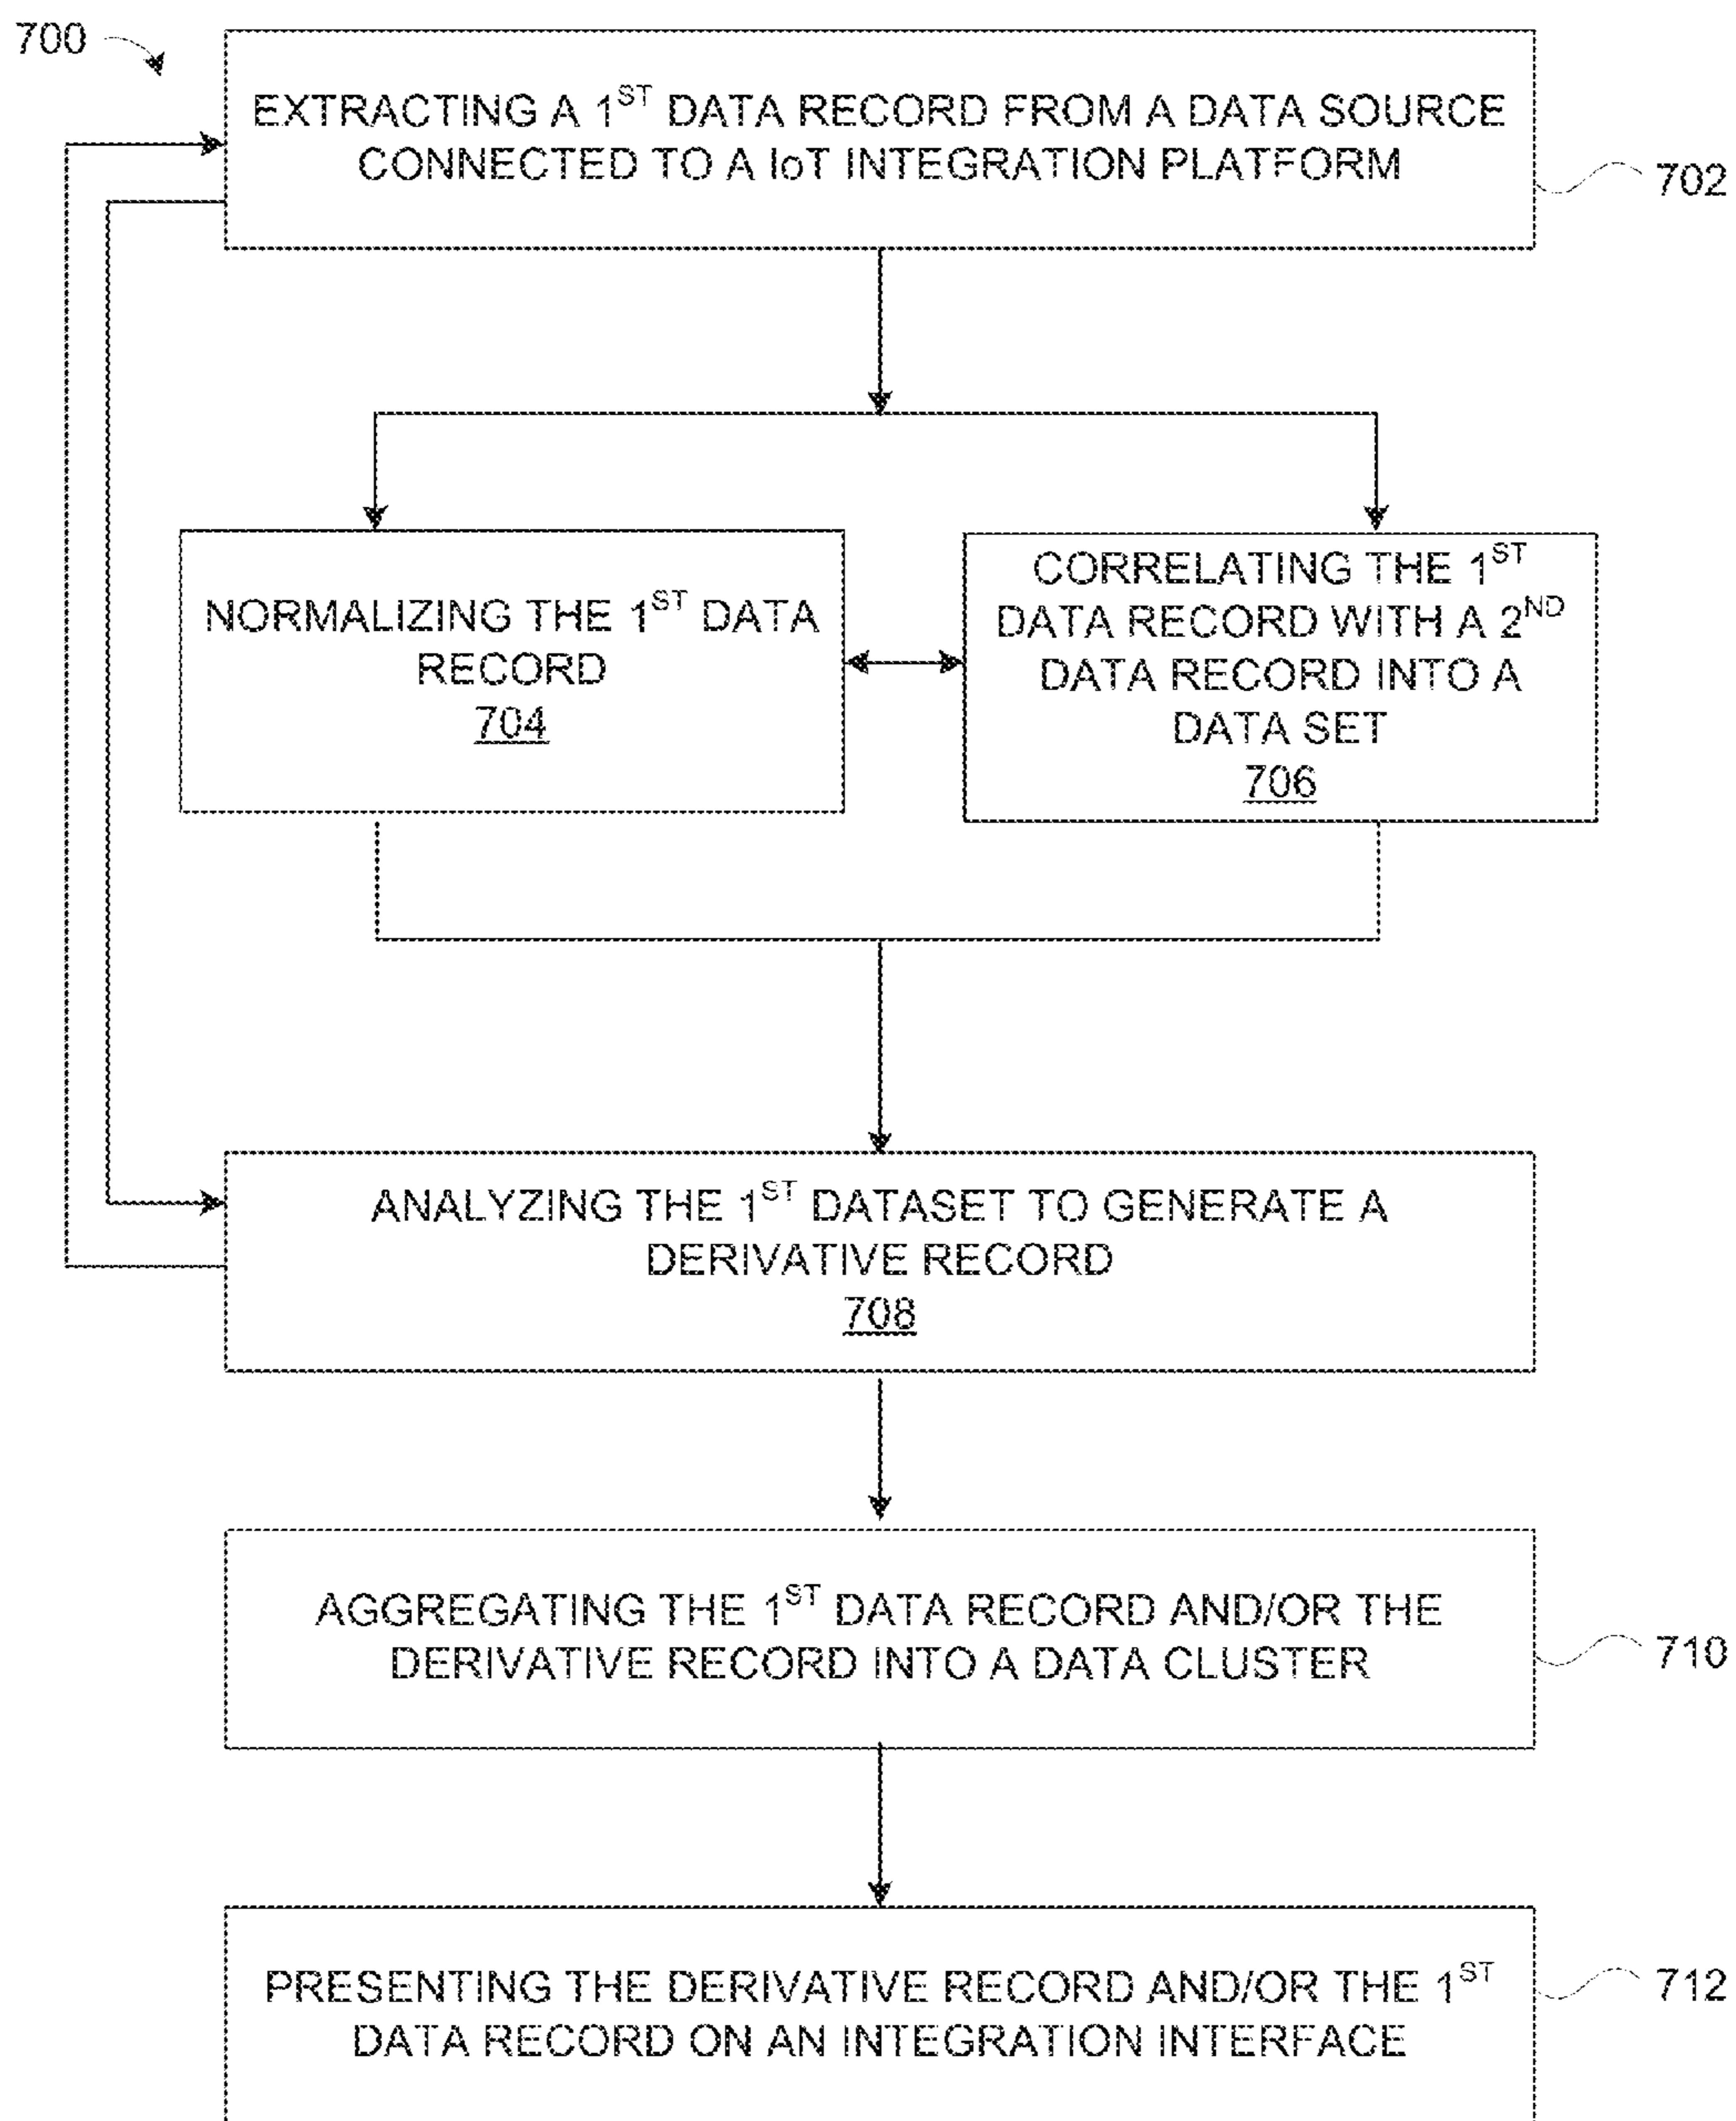 700
EXTRACTING A 1ST DATA RECORD FROM A DATA SOURCE
CONNECTED TO A IoT INTEGRATION PLATFORM
702
NORMALIZING THE 1ST DATA
RECORD
704
CORRELATING THE 1ST
DATA RECORD WITH A 2ND
DATA RECORD INTO A
DATA SET
706
ANALYZING THE 1ST DATASET TO GENERATE A
DERIVATIVE RECORD
708
AGGREGATING THE 1ST DATA RECORD AND/OR THE
DERIVATIVE RECORD INTO A DATA CLUSTER
710
PRESENTING THE DERIVATIVE RECORD AND/OR THE 1ST
DATA RECORD ON AN INTEGRATION INTERFACE
712